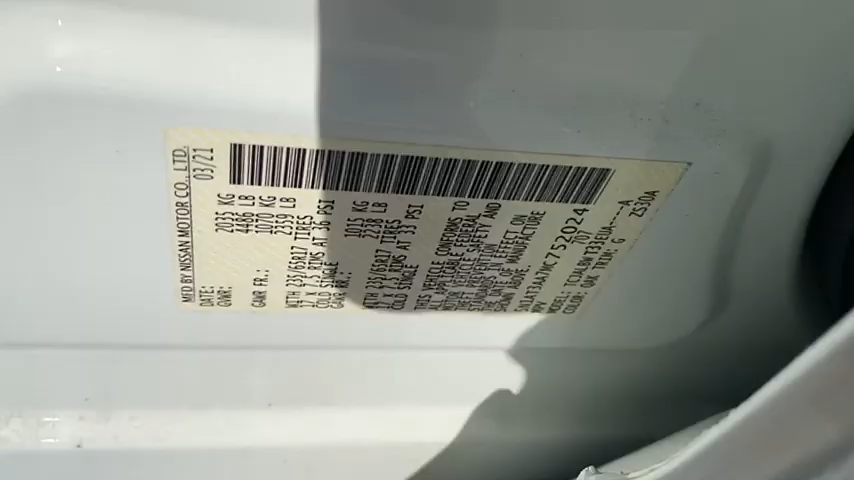 MFD BY NISSAN MOTOR CO., LTD.
DATE: 03/21
GVWR: 2035 KG
4486 LB
GAWR FR.: 1070 KG
2359 LB
WITH 235/65R17 TIRES
17 X 7.5 RIMS AT 36 PSI
COLD SINGLE
GAWR RR.: 1015 KG
2238 LB
WITH 235/65R17 TIRES
17 X 7.5 RIMS AT 33 PSI
COLD SINGLE
THIS VEHICLE CONFORMS TO
ALL APPLICABLE FEDERAL
MOTOR VEHICLE SAFETY AND
THEFT PREVENTION
STANDARDS IN EFFECT ON
THE DATE OF MANUFACTURE
SHOWN ABOVE.
MC752024
MPV 707
MODEL:
COLOR: QAK TRIM: G ZS30A